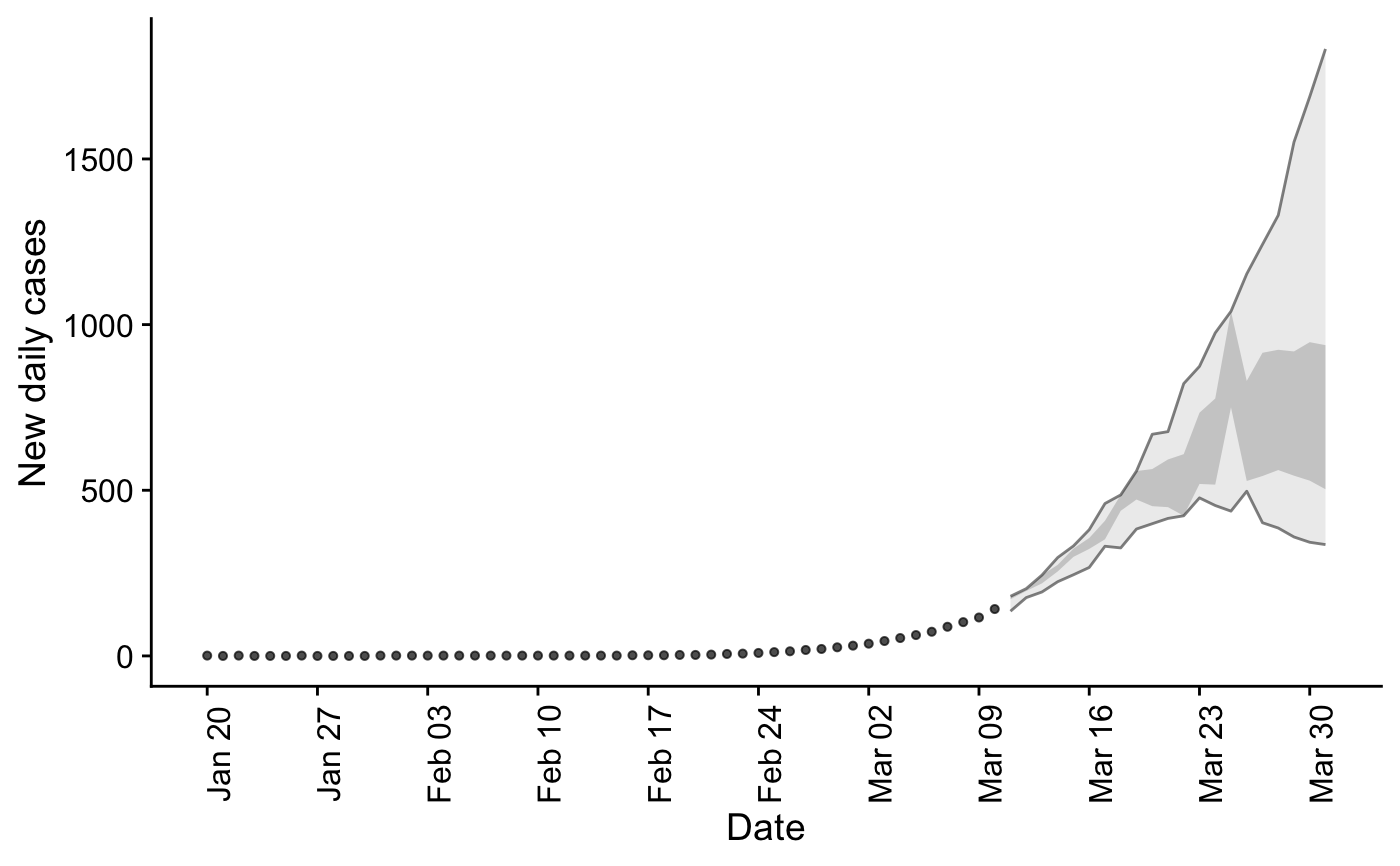 New daily cases
1500
1000
500
0
Jan 20
Jan 27
Feb 03
Feb 10
Feb 17
Feb 24
Mar 02
Mar 09
Mar 16
Mar 23
Mar 30
Date